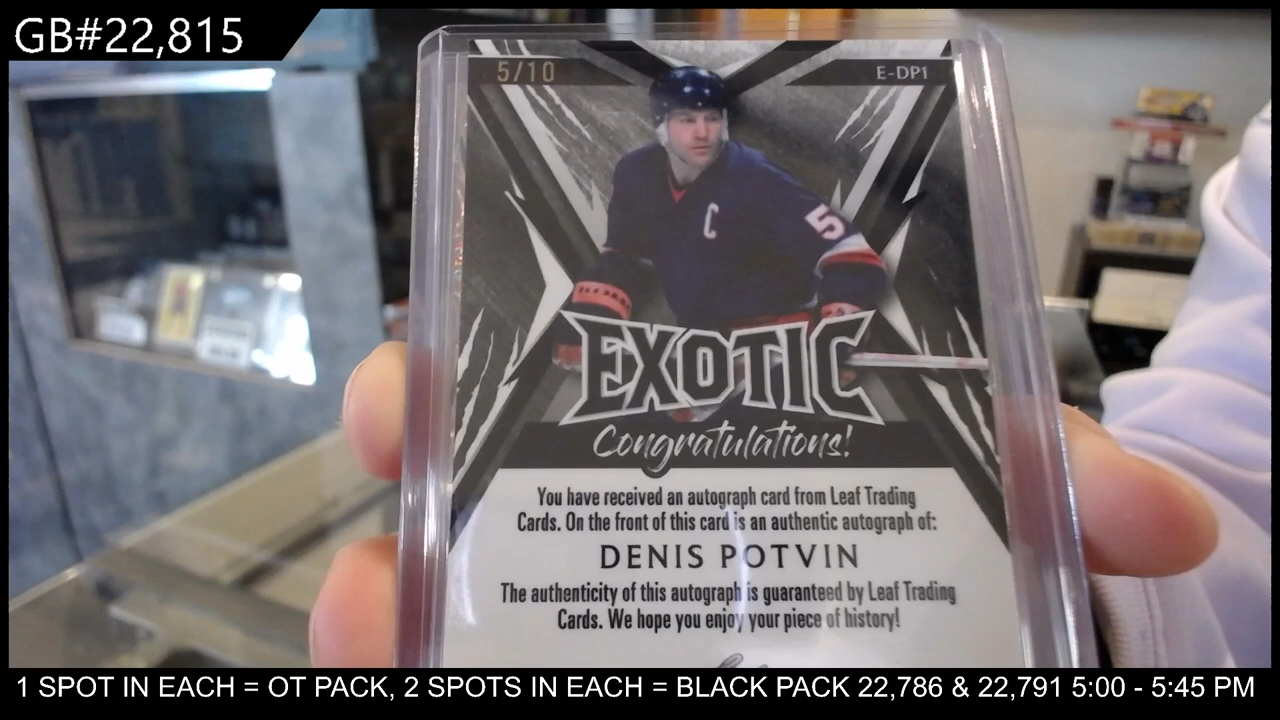 GB#22,815
5/10
E-DP1
C
5
EXOTIC
Congratulations!
You have received an autograph card from Leaf Trading
Cards. On the front of this card is an authentic autograph of:
DENIS POTVIN
The authenticity of this autograph is guaranteed by Leaf Trading
Cards. We hope you enjoy your piece of history!
1 SPOT IN EACH = OT PACK, 2 SPOTS IN EACH = BLACK PACK 22,786 & 22,791 5:00 - 5:45 PM